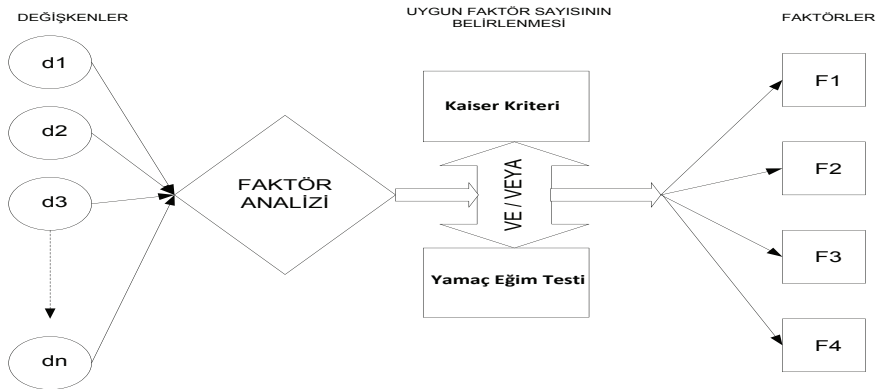 DEĞİŞKENLER
UYGUN FAKTÖR SAYISININ
BELİRLENMESİ
FAKTÖRLER
d1
d2
d3
dn
FAKTÖR
ANALİZİ
Kaiser Kriteri
VE / VEYA
Yamaç Eğim Testi
F1
F2
F3
F4